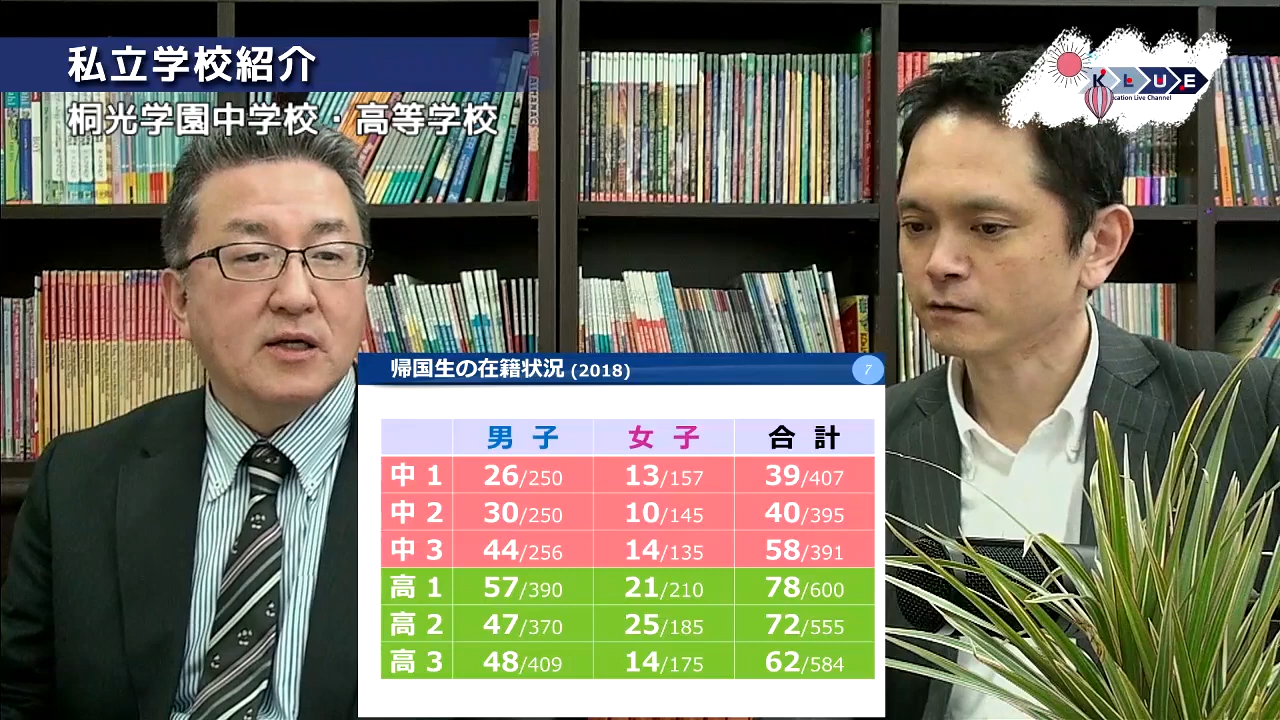 私立学校紹介
桐光学園中学校・高等学校
KLUE
ication Live Channel
帰国生の在籍状況 (2018)
7
男 子 女 子 合 計
中 1 26/250 13/157 39/407
中 2 30/250 10/145 40/395
中 3 44/256 14/135 58/391
高 1 57/390 21/210 78/600
高 2 47/370 25/185 72/555
高 3 48/409 14/175 62/584